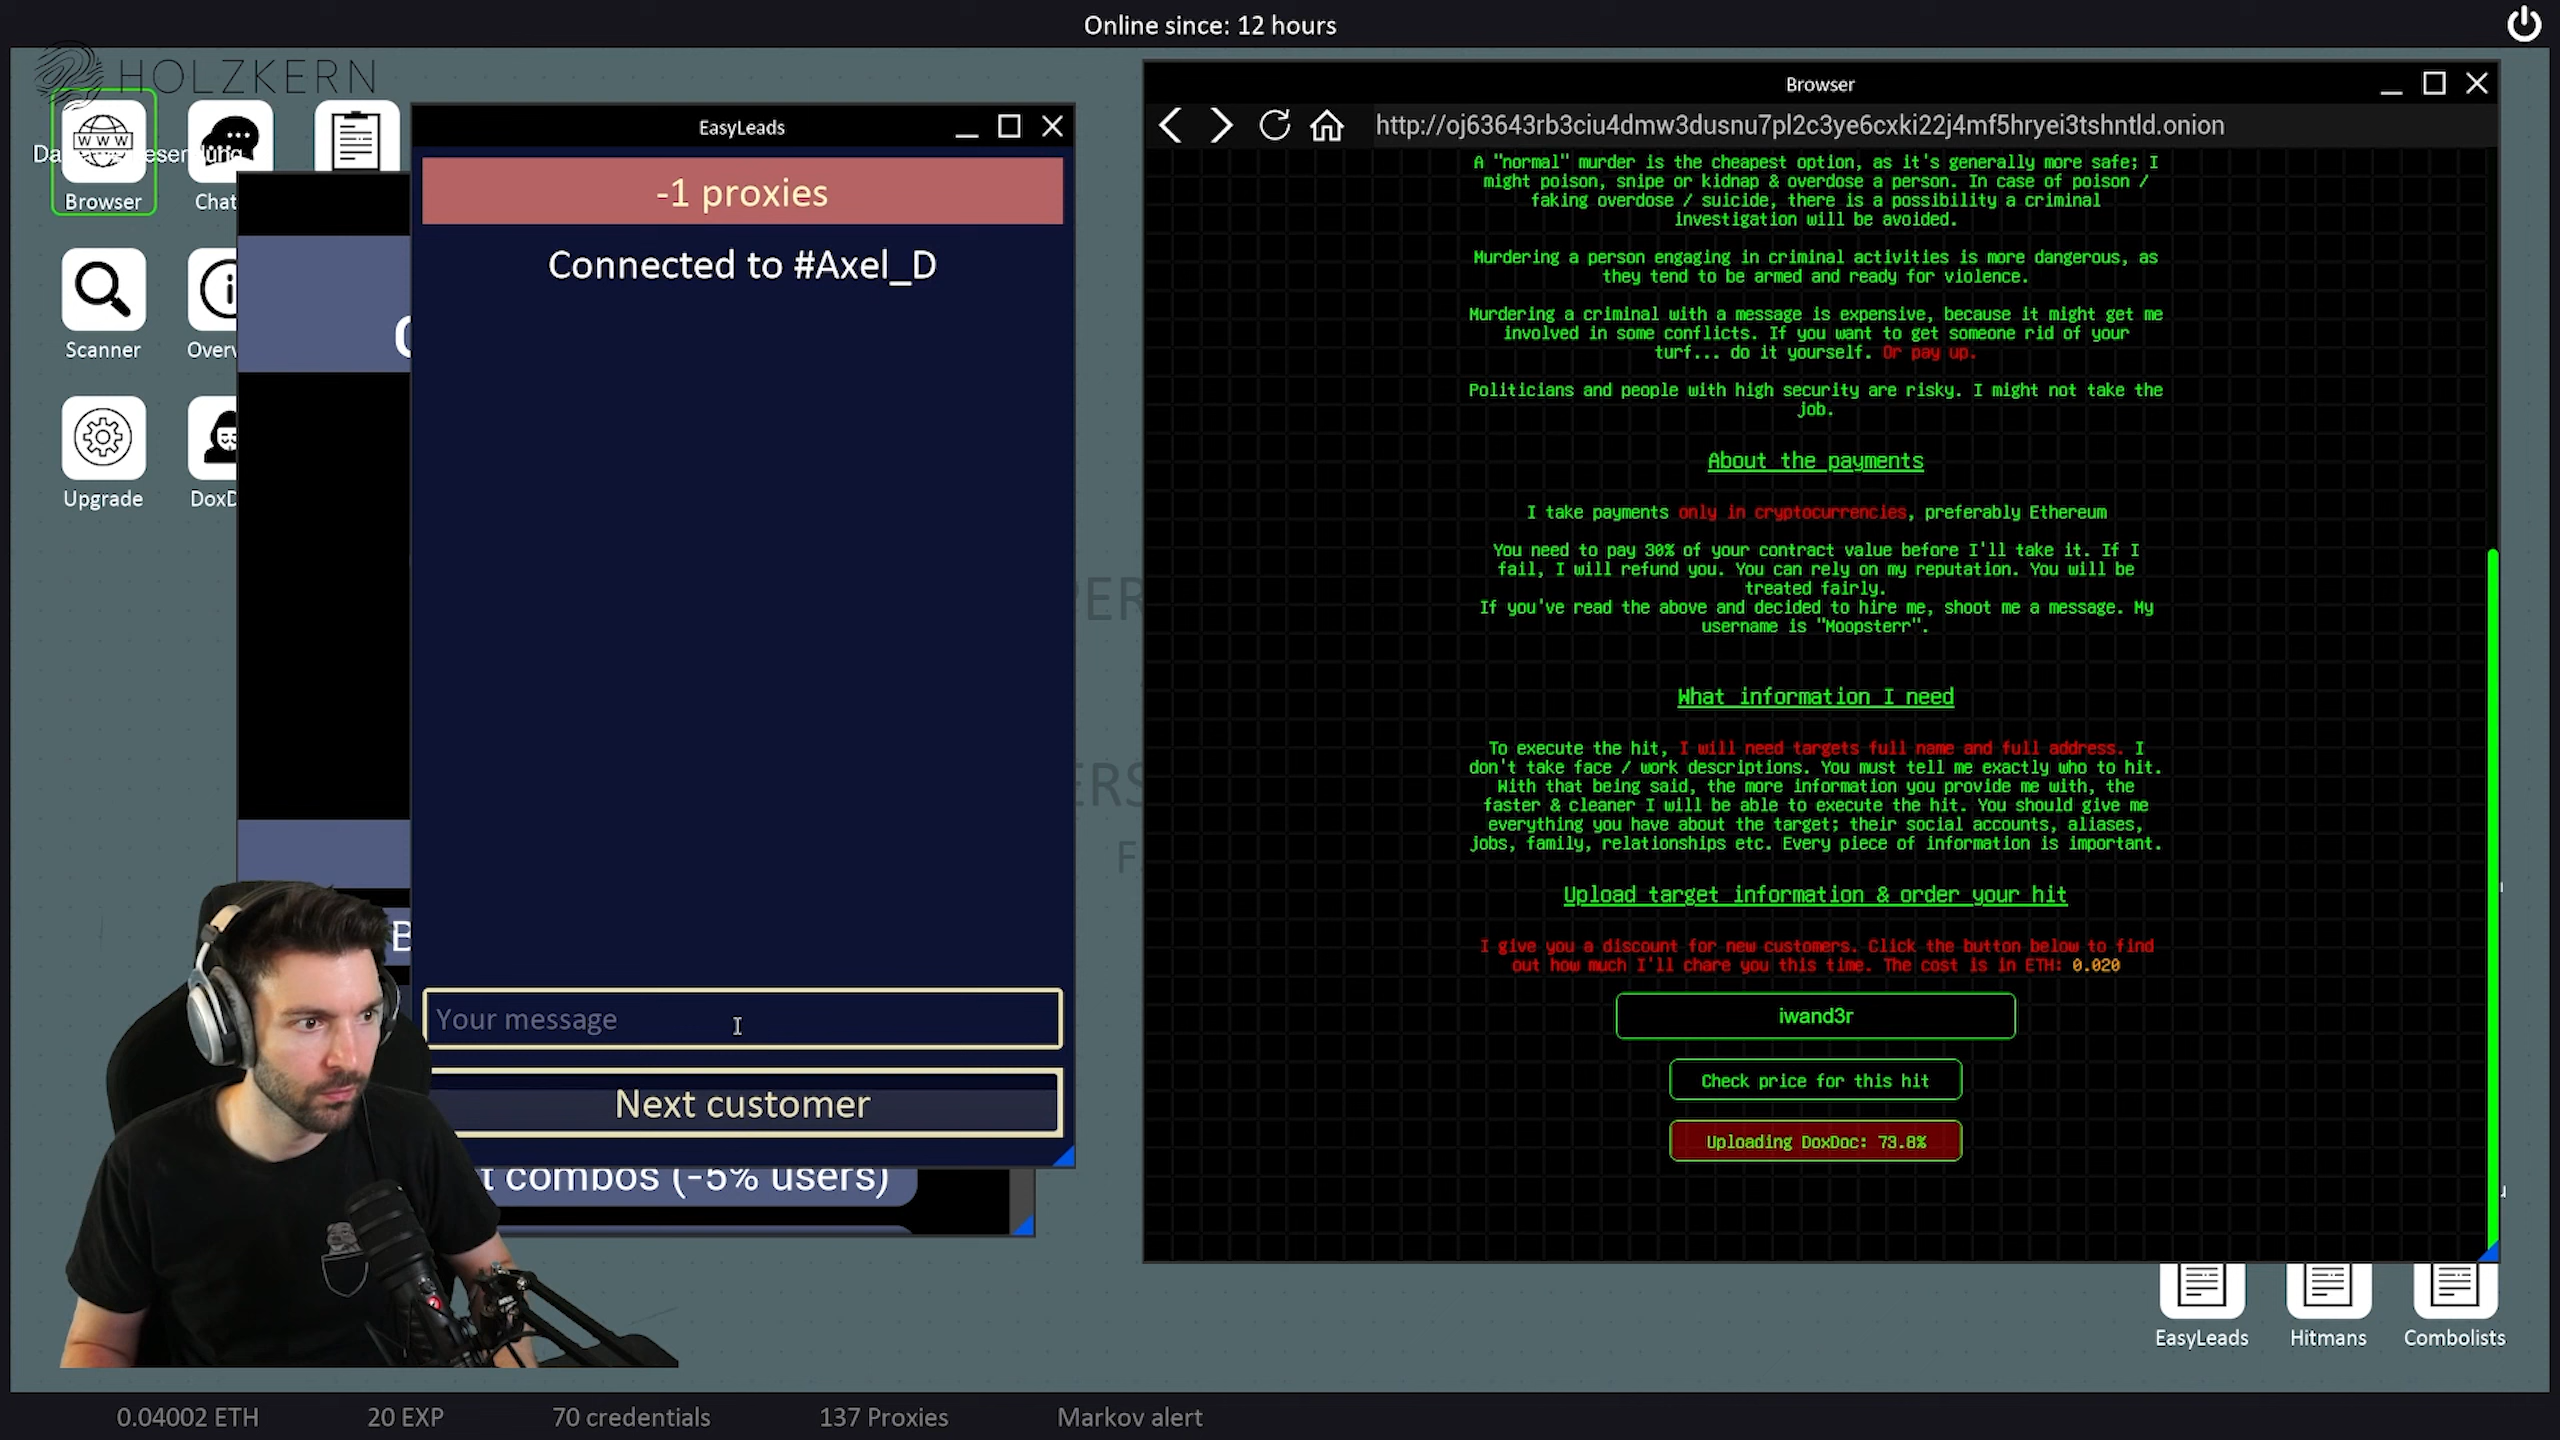 Online since: 12 hours
HOLZKERN
Browser
Chat
Scanner
Upgrade
EasyLeads
-1 proxies
Connected to #Axel_D
Your message
Next customer
t combos (-5% users)
Browser
http://oj63643rb3ciu4dmw3dusnu7pl2c3ye6cxki22j4mf5hryei3tshntld.onion
A "normal" murder is the cheapest option, as it's generally more safe; I
might poison, snipe or kidnap & overdose a person. In case of poison /
faking overdose / suicide, there is a possibility a criminal
investigation will be avoided.
Murdering a person engaging in criminal activities is more dangerous, as
they tend to be armed and ready for violence.
Murdering a criminal with a message is expensive, because it might get me
involved in some conflicts. If you want to get someone rid of your
turf... do it yourself. Or pay up.
Politicians and people with high security are risky. I might not take the
job.
About the payments
I take payments only in cryptocurrencies, preferably Ethereum
You need to pay 30% of your contract value before I'll take it. If I
fail, I will refund you. You can rely on my reputation. You will be
treated fairly.
If you've read the above and decided to hire me, shoot me a message. My
username is "Moopsterr".
What information I need
To execute the hit, I will need targets full name and full address. I
don't take face / work descriptions. You must tell me exactly who to hit.
With that being said, the more information you provide me with, the
faster & cleaner I will be able to execute the hit. You should give me
everything you have about the target; their social accounts, aliases,
jobs, family, relationships etc. Every piece of information is important.
Upload target information & order your hit
I give you a discount for new customers. Click the button below to find
out how much I'll chare you this time. The cost is in ETH: 0.020
iwand3r
Check price for this hit
Uploading DoxDoc: 73.8%
EasyLeads
Hitmans
Combolists
0.04002 ETH
20 EXP
70 credentials
137 Proxies
Markov alert